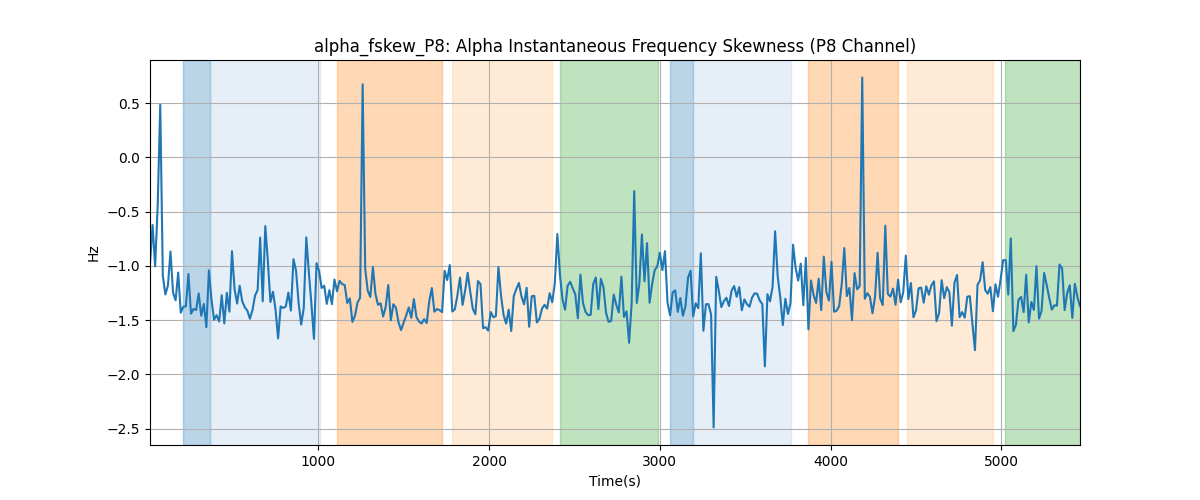 alpha_fskew_P8: Alpha Instantaneous Frequency Skewness (P8 Channel)
0.5
0.0
−0.5
−1.0
−1.5
−2.0
−2.5
Hz
1000 2000 3000 4000 5000
Time(s)